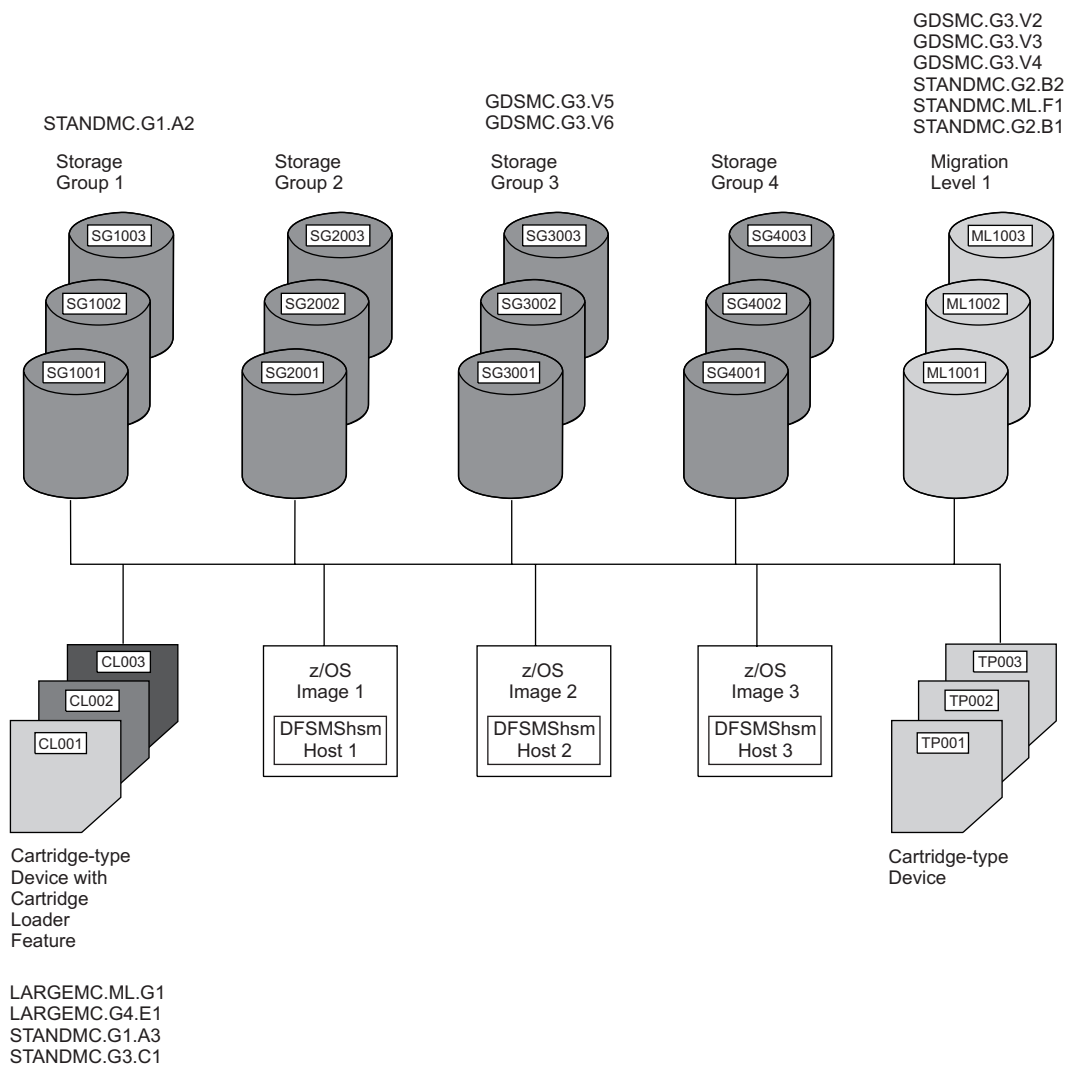 GDSMC.G3.V2
GDSMC.G3.V3
GDSMC.G3.V4
STANDMC.G2.B2
STANDMC.ML.F1
STANDMC.G2.B1
GDSMC.G3.V5
GDSMC.G3.V6
STANDMC.G1.A2
Storage
Group 1
Storage
Group 2
Storage
Group 3
Storage
Group 4
Migration
Level 1
SG1003
SG1002
SG1001
SG2003
SG2002
SG2001
SG3003
SG3002
SG3001
SG4003
SG4002
SG4001
ML1003
ML1002
ML1001
CL003
CL002
CL001
z/OS
Image 1
DFSMShsm
Host 1
z/OS
Image 2
DFSMShsm
Host 2
z/OS
Image 3
DFSMShsm
Host 3
TP003
TP002
TP001
Cartridge-type
Device with
Cartridge
Loader
Feature
Cartridge-type
Device
LARGEMC.ML.G1
LARGEMC.G4.E1
STANDMC.G1.A3
STANDMC.G3.C1